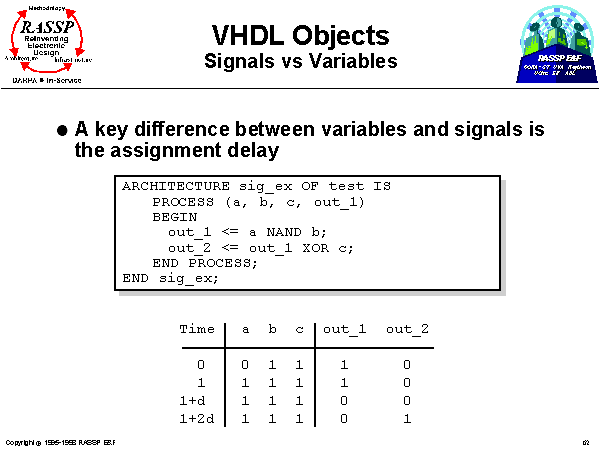 Methodology
RASSP
Reinventing
Electronic
Design
Architecture Infrastructure
DARPA Tri-Service
VHDL Objects
Signals vs Variables
RASSP E&F
SCRA GT UVA Raytheon
UCinc EIT ADL
A key difference between variables and signals is
the assignment delay
ARCHITECTURE sig_ex OF test IS
PROCESS (a, b, c, out_1)
BEGIN
out_1 <= a NAND b;
out_2 <= out_1 XOR c;
END PROCESS;
END sig_ex;
Time a b c out_1 out_2
0 0 1 1 1 0
1 1 1 1 1 0
1+d 1 1 1 0 0
1+2d 1 1 1 0 1
Copyright © 1995-1998 RASSP E&F
62